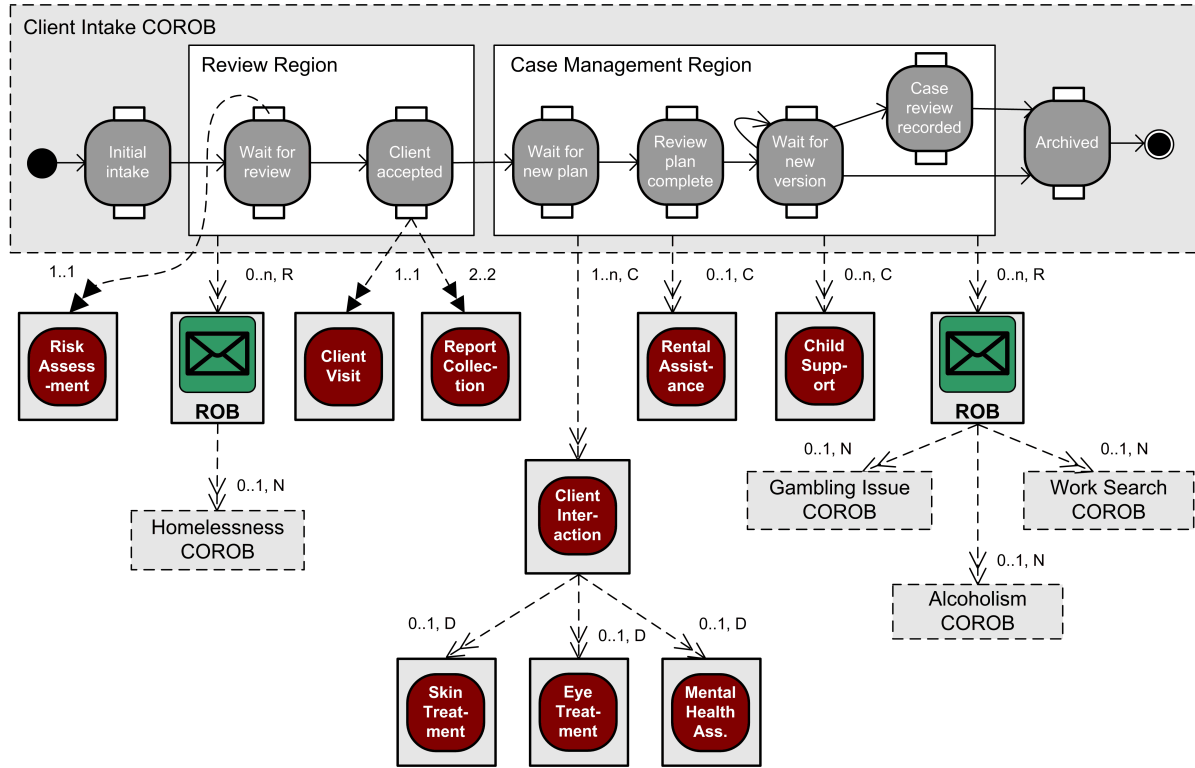 Client Intake COROB
Review Region
Case Management Region
Initial
intake
Wait for
review
Client
accepted
Wait for
new plan
Review
plan
complete
Wait for
new
version
Case
review
recorded
Archived
1..1
0..n, R
1..1
2..2
1..n, C
0..1, C
0..n, C
0..n, R
Risk
Assess
-ment
ROB
Client
Visit
Report
Collec-
tion
Rental
Assist-
ance
Child
Supp-
ort
ROB
0..1, N
Homelessness
COROB
Client
Inter-
action
0..1, N
0..1, N
Gambling Issue
COROB
Work Search
COROB
0..1, N
Alcoholism
COROB
0..1, D
0..1, D
0..1, D
Skin
Treat-
ment
Eye
Treat-
ment
Mental
Health
Ass.